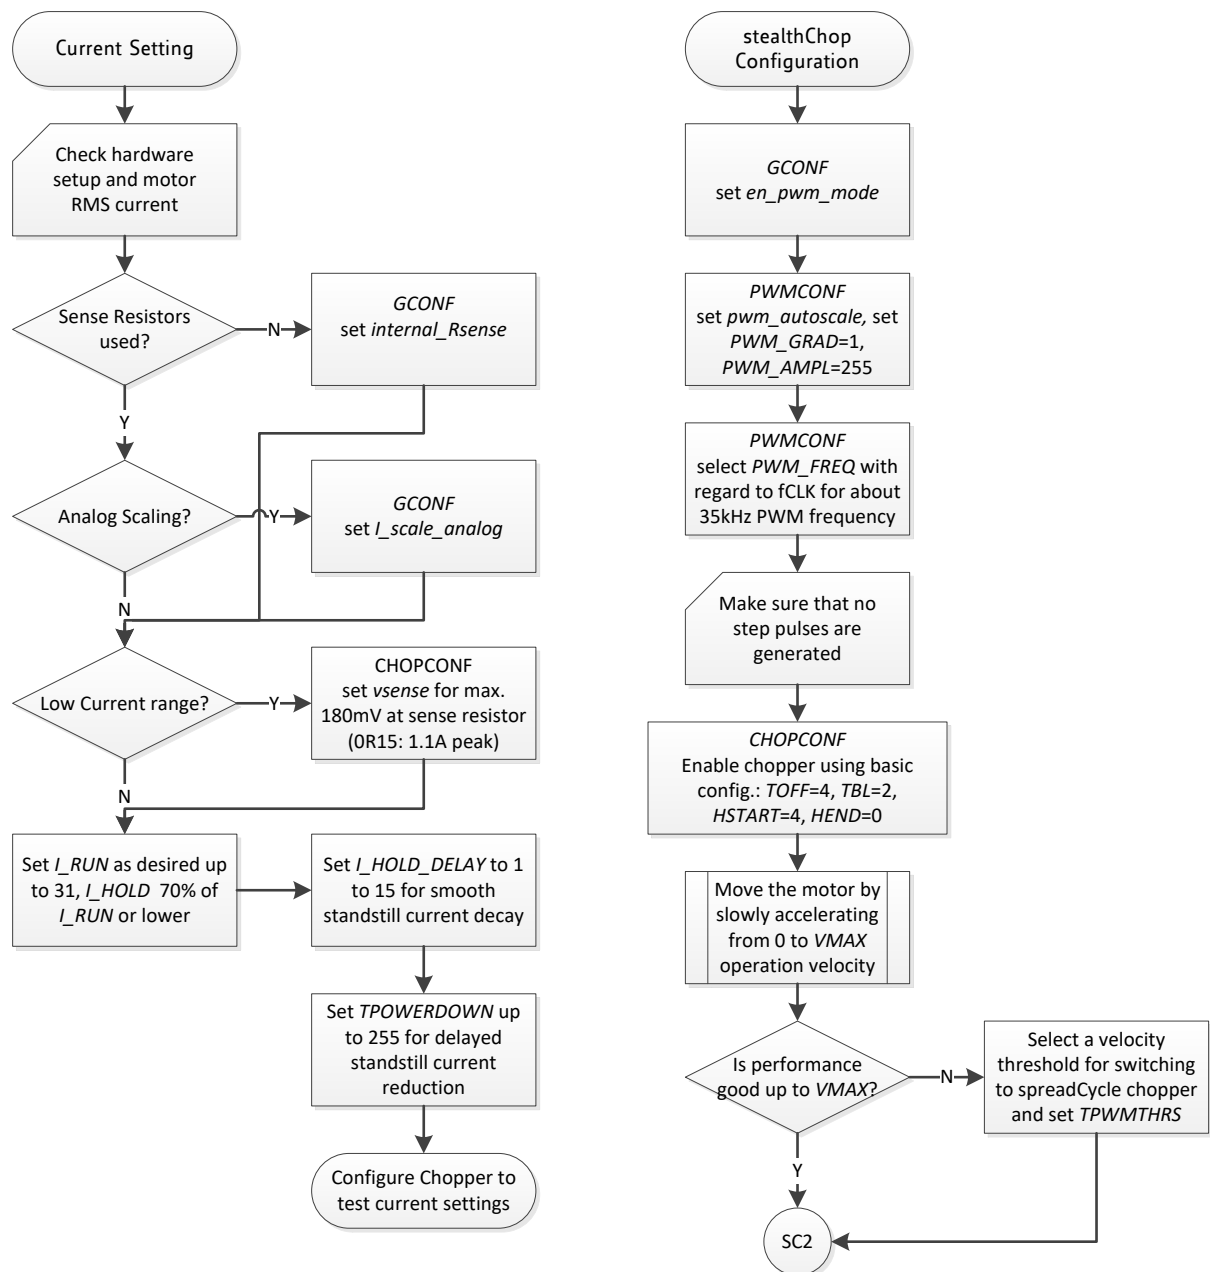 Current Setting
Check hardware
setup and motor
RMS current
Sense Resistors
used?
N
GCONF
set internal_Rsense
Y
Analog Scaling?
Y
GCONF
set I_scale_analog
N
Low Current range?
Y
CHOPCONF
set vsense for max.
180mV at sense resistor
(0R15: 1.1A peak)
N
Set I_RUN as desired up
to 31, I_HOLD 70% of
I_RUN or lower
Set I_HOLD_DELAY to 1
to 15 for smooth
standstill current decay
Set TPOWERDOWN up
to 255 for delayed
standstill current
reduction
Configure Chopper to
test current settings
stealthChop
Configuration
GCONF
set en_pwm_mode
PWMCONF
set pwm_autoscale, set
PWM_GRAD=1,
PWM_AMPL=255
PWMCONF
select PWM_FREQ with
regard to fCLK for about
35kHz PWM frequency
Make sure that no
step pulses are
generated
CHOPCONF
Enable chopper using basic
config.: TOFF=4, TBL=2,
HSTART=4, HEND=0
Move the motor by
slowly accelerating
from 0 to VMAX
operation velocity
Is performance
good up to VMAX?
N
Select a velocity
threshold for switching
to spreadCycle chopper
and set TPWMTHRS
Y
SC2